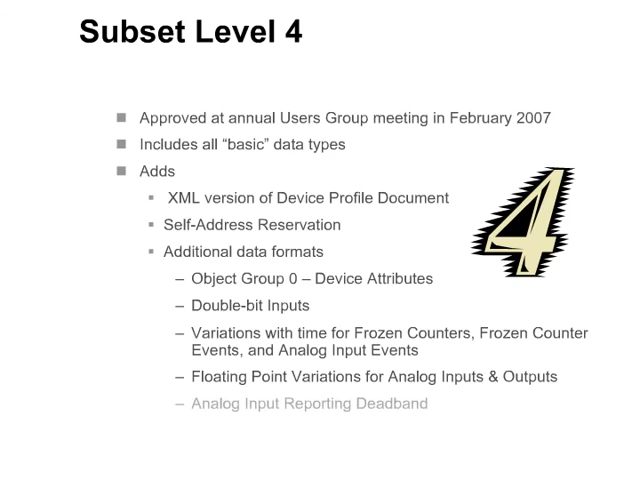 Subset Level 4
Approved at annual Users Group meeting in February 2007
Includes all “basic” data types
Adds
XML version of Device Profile Document
Self-Address Reservation
Additional data formats
– Object Group 0 – Device Attributes
– Double-bit Inputs
– Variations with time for Frozen Counters, Frozen Counter
Events, and Analog Input Events
– Floating Point Variations for Analog Inputs & Outputs
– Analog Input Reporting Deadband
4